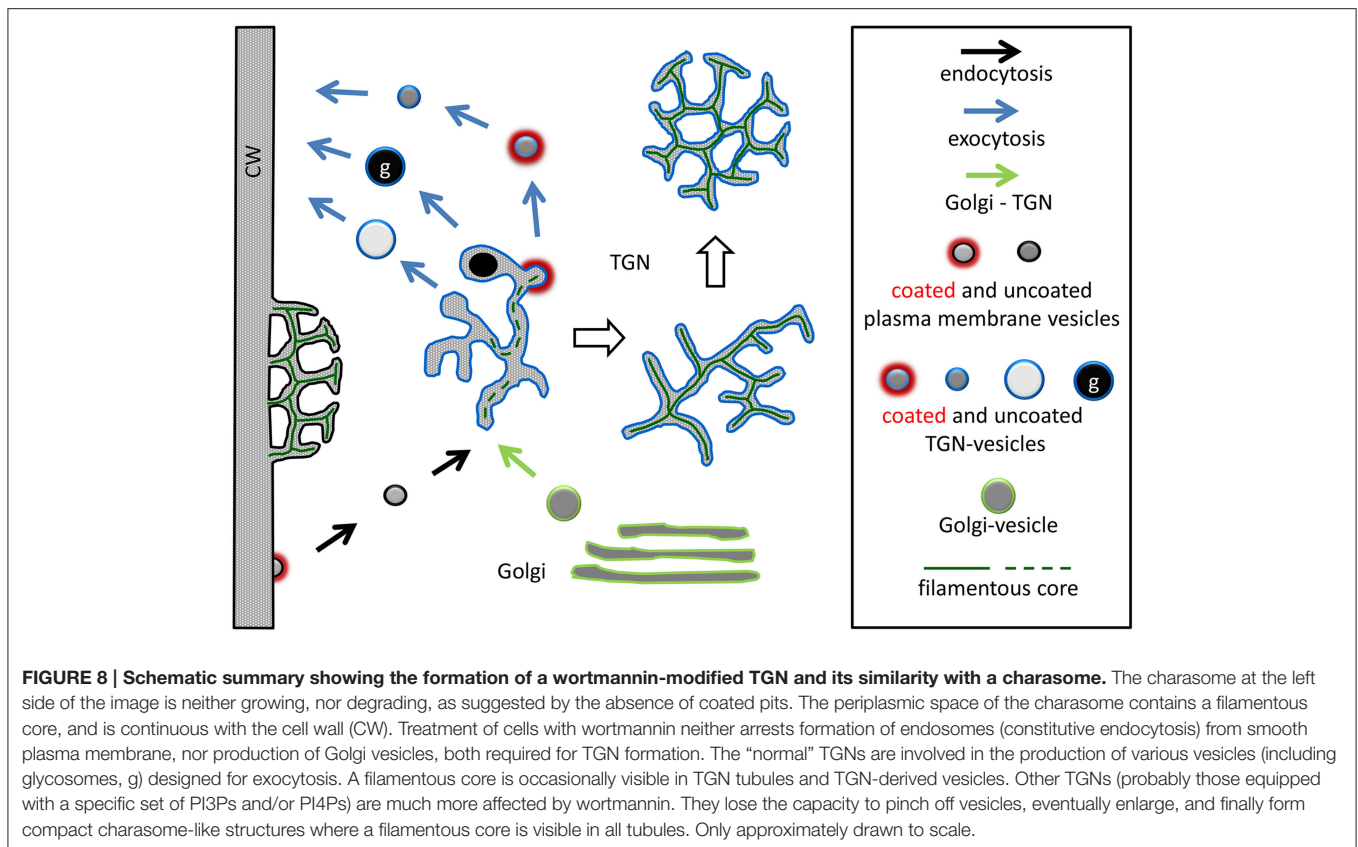 CW
g
TGN
Golgi
endocytosis
exocytosis
Golgi - TGN
coated and uncoated
plasma membrane vesicles
g
coated and uncoated
TGN-vesicles
Golgi-vesicle
filamentous core
FIGURE 8 | Schematic summary showing the formation of a wortmannin-modified TGN and its similarity with a charasome. The charasome at the left
side of the image is neither growing, nor degrading, as suggested by the absence of coated pits. The periplasmic space of the charasome contains a filamentous
core, and is continuous with the cell wall (CW). Treatment of cells with wortmannin neither arrests formation of endosomes (constitutive endocytosis) from smooth
plasma membrane, nor production of Golgi vesicles, both required for TGN formation. The “normal” TGNs are involved in the production of various vesicles (including
glycosomes, g) designed for exocytosis. A filamentous core is occasionally visible in TGN tubules and TGN-derived vesicles. Other TGNs (probably those equipped
with a specific set of PI3Ps and/or PI4Ps) are much more affected by wortmannin. They lose the capacity to pinch off vesicles, eventually enlarge, and finally form
compact charasome-like structures where a filamentous core is visible in all tubules. Only approximately drawn to scale.